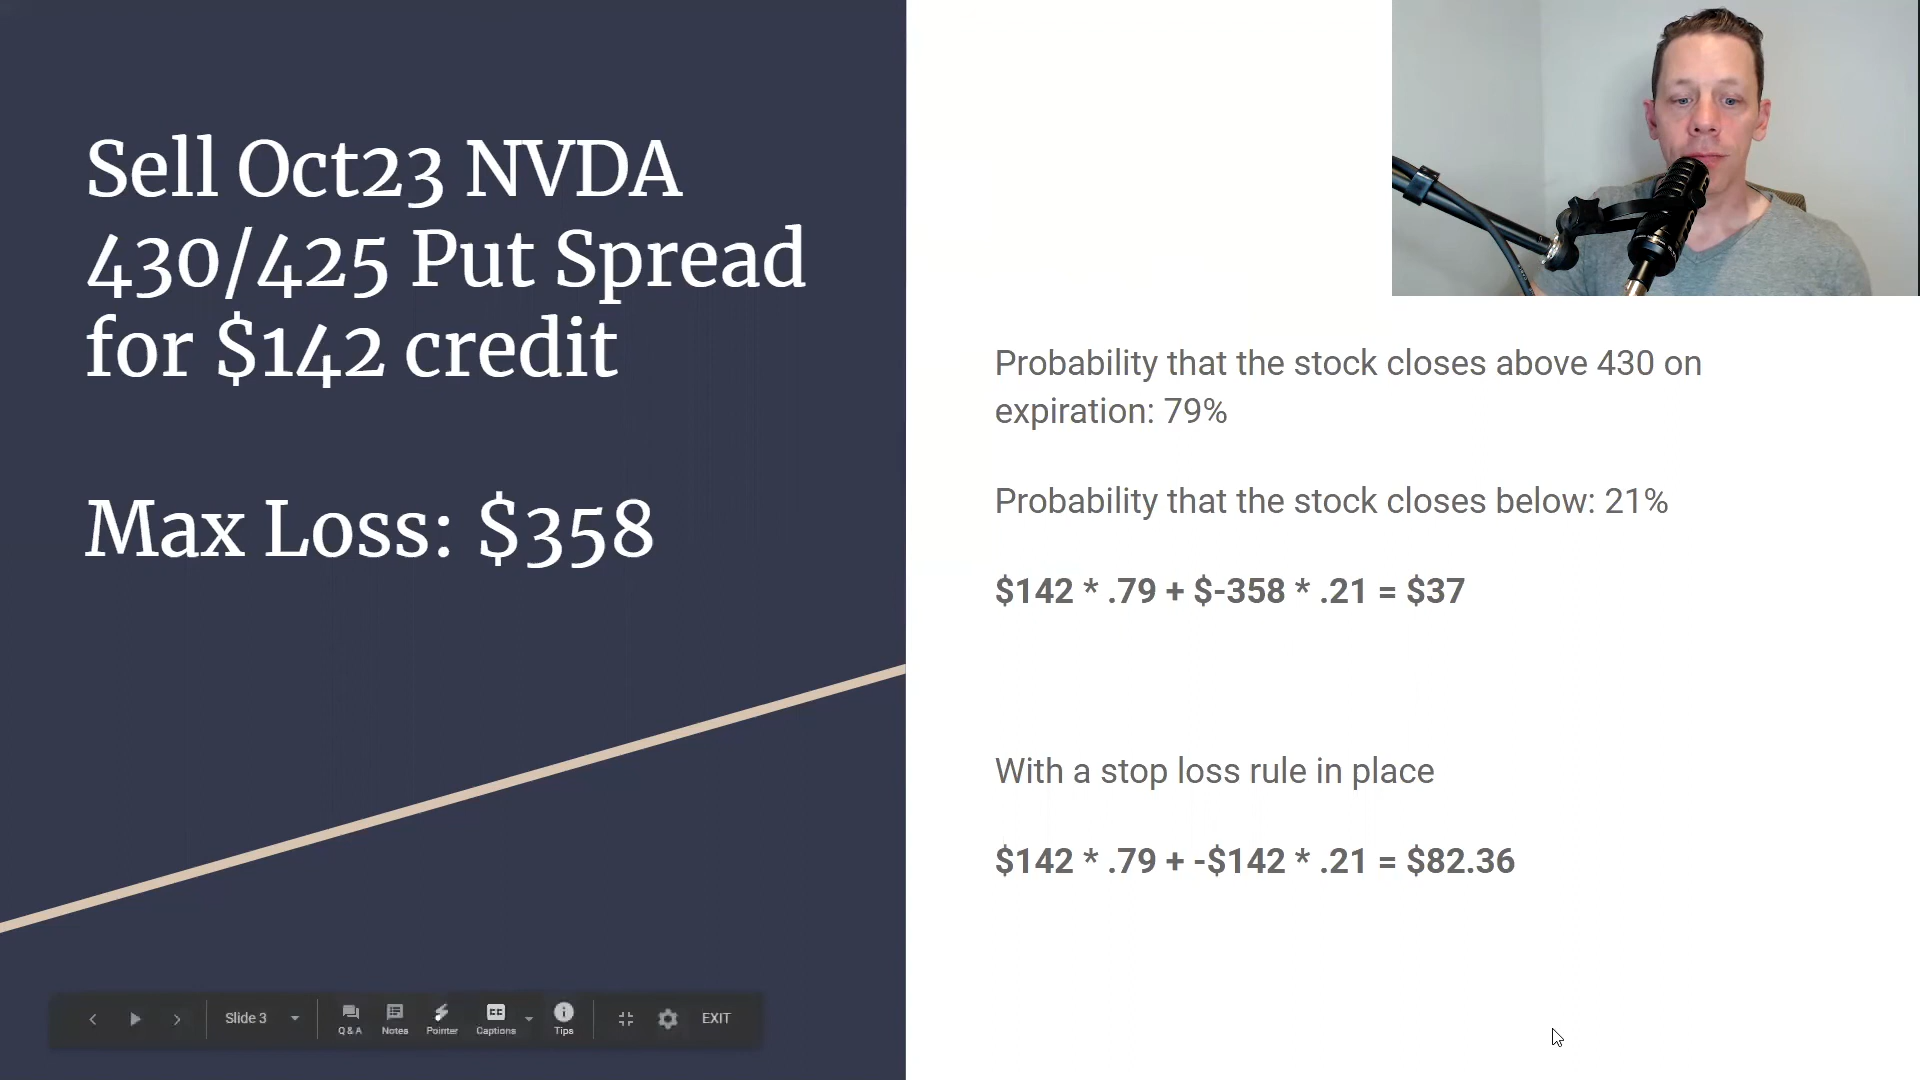 Sell Oct23 NVDA
430/425 Put Spread
for $142 credit
Max Loss: $358
Probability that the stock closes above 430 on
expiration: 79%
Probability that the stock closes below: 21%
$142 * .79 + $-358 * .21 = $37
With a stop loss rule in place
$142 * .79 + -$142 * .21 = $82.36
Slide 3
Q & A
Notes
Pointer
Captions
Tips
EXIT